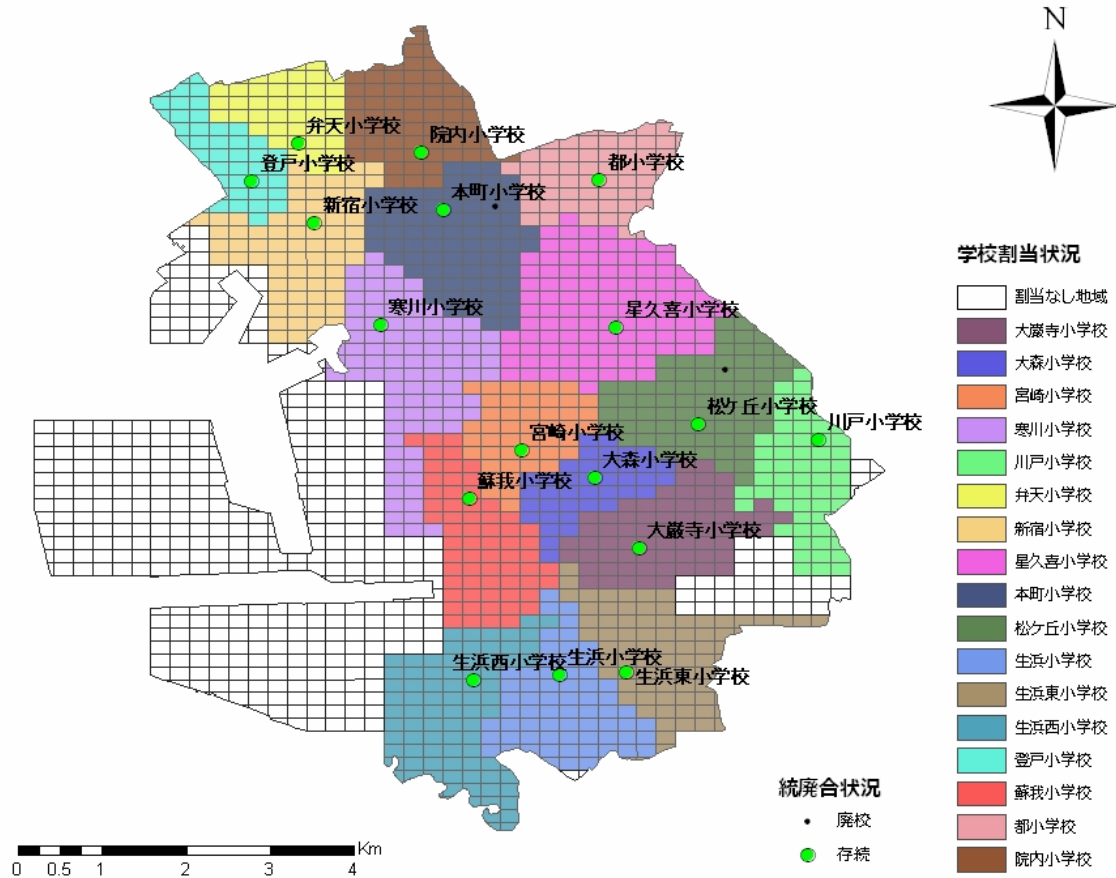 N
弁天小学校
院内小学校
登戸小学校
都小学校
本町小学校
新宿小学校
寒川小学校
星久喜小学校
松ケ丘小学校
川戸小学校
宮崎小学校
大森小学校
蘇我小学校
大巌寺小学校
生浜西小学校
生浜小学校
生浜東小学校
学校割当状況
割当なし地域
大巌寺小学校
大森小学校
宮崎小学校
寒川小学校
川戸小学校
弁天小学校
新宿小学校
星久喜小学校
本町小学校
松ケ丘小学校
生浜小学校
生浜東小学校
生浜西小学校
登戸小学校
蘇我小学校
都小学校
院内小学校
統廃合状況
廃校
存続
Km
0 0.5 1 2 3 4